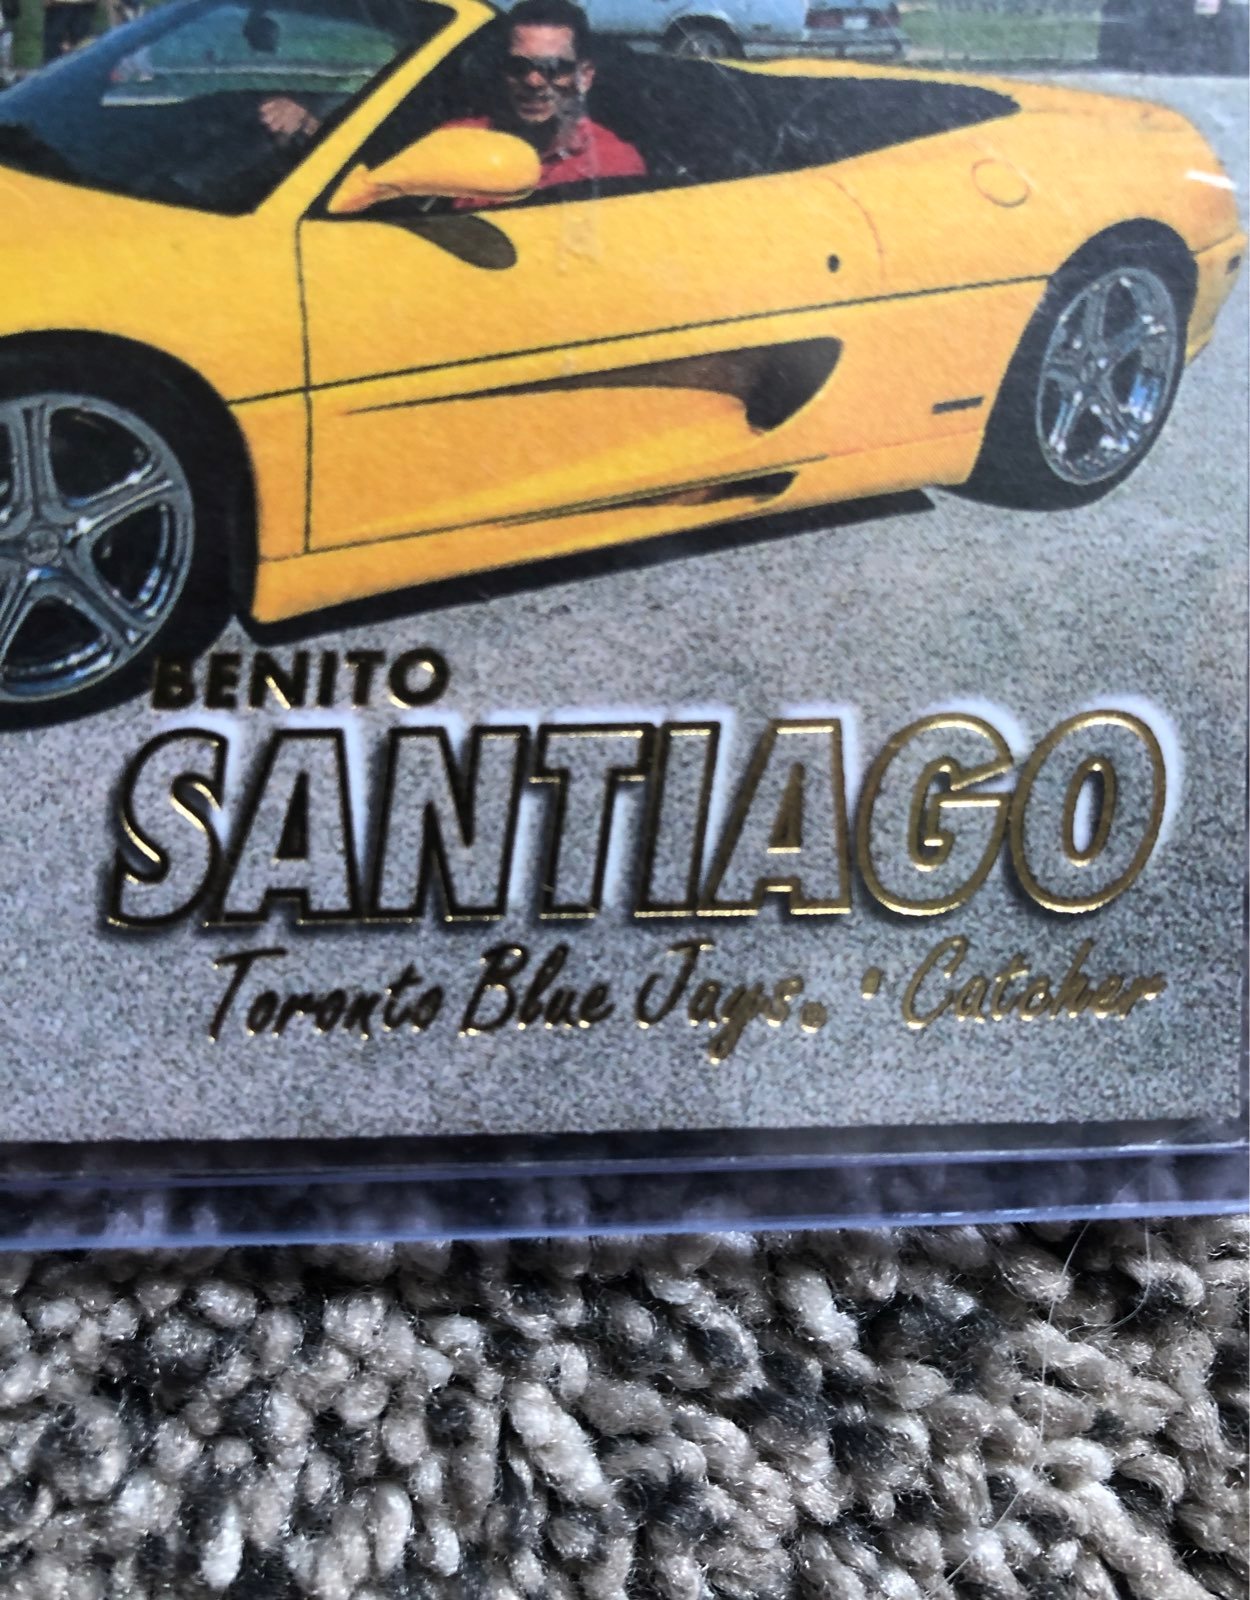 BENITO
SANTIAGO
Toronto Blue Jays® • Catcher